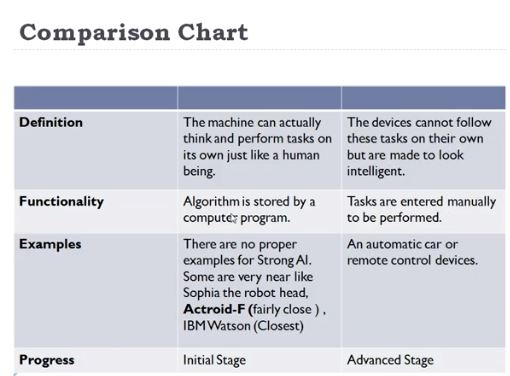 Comparison Chart
Definition
The machine can actually
think and perform tasks on
its own just like a human
being.
The devices cannot follow
these tasks on their own
but are made to look
intelligent.
Functionality
Algorithm is stored by a
computer program.
Tasks are entered manually
to be performed.
Examples
There are no proper
examples for Strong AI.
Some are very near like
Sophia the robot head,
Actroid-F (fairly close ) ,
IBM Watson (Closest)
An automatic car or
remote control devices.
Progress
Initial Stage
Advanced Stage